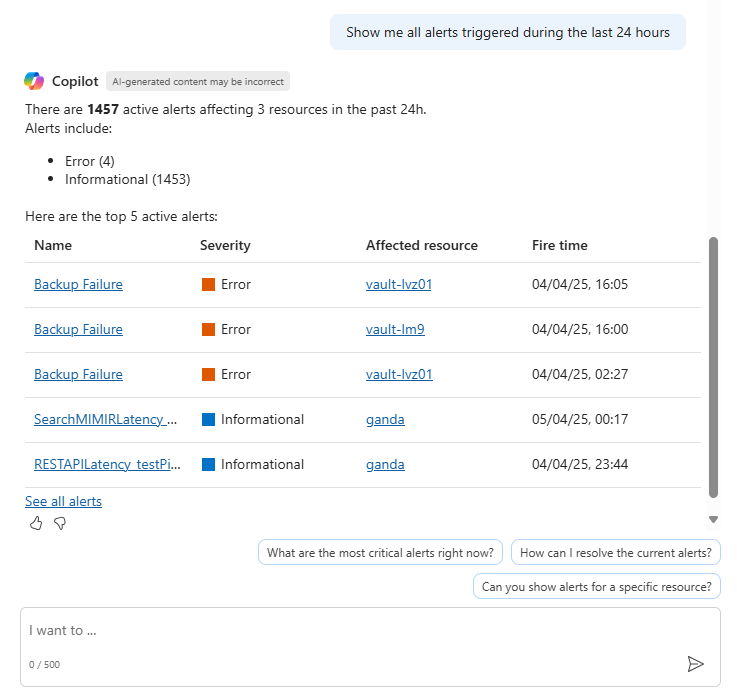 Show me all alerts triggered during the last 24 hours
Copilot AI-generated content may be incorrect
There are 1457 active alerts affecting 3 resources in the past 24h.
Alerts include:
• Error (4)
• Informational (1453)
Here are the top 5 active alerts:
Name Severity Affected resource Fire time
Backup Failure Error vault-lvz01 04/04/25, 16:05
Backup Failure Error vault-lm9 04/04/25, 16:00
Backup Failure Error vault-lvz01 04/04/25, 02:27
SearchMIMIRLatency_... Informational ganda 05/04/25, 00:17
RESTAPILatency_testPi... Informational ganda 04/04/25, 23:44
See all alerts
What are the most critical alerts right now? How can I resolve the current alerts?
Can you show alerts for a specific resource?
I want to ...
0 / 500